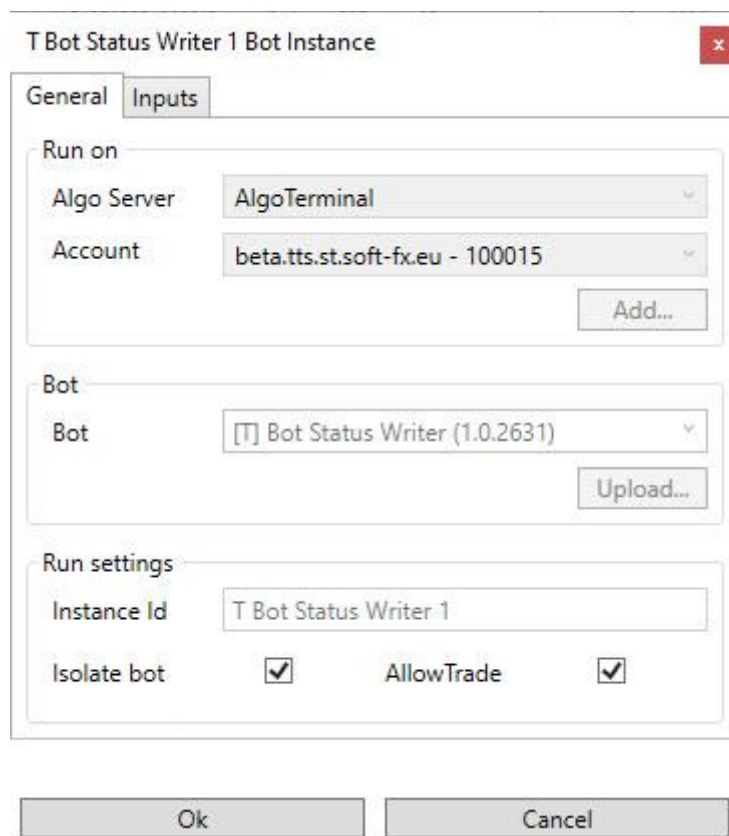 T Bot Status Writer 1 Bot Instance
x
General Inputs
Run on
Algo Server AlgoTerminal
Account beta.tts.st.soft-fx.eu - 100015
Add...
Bot
Bot [T] Bot Status Writer (1.0.2631)
Upload...
Run settings
Instance Id T Bot Status Writer 1
Isolate bot AllowTrade
Ok Cancel